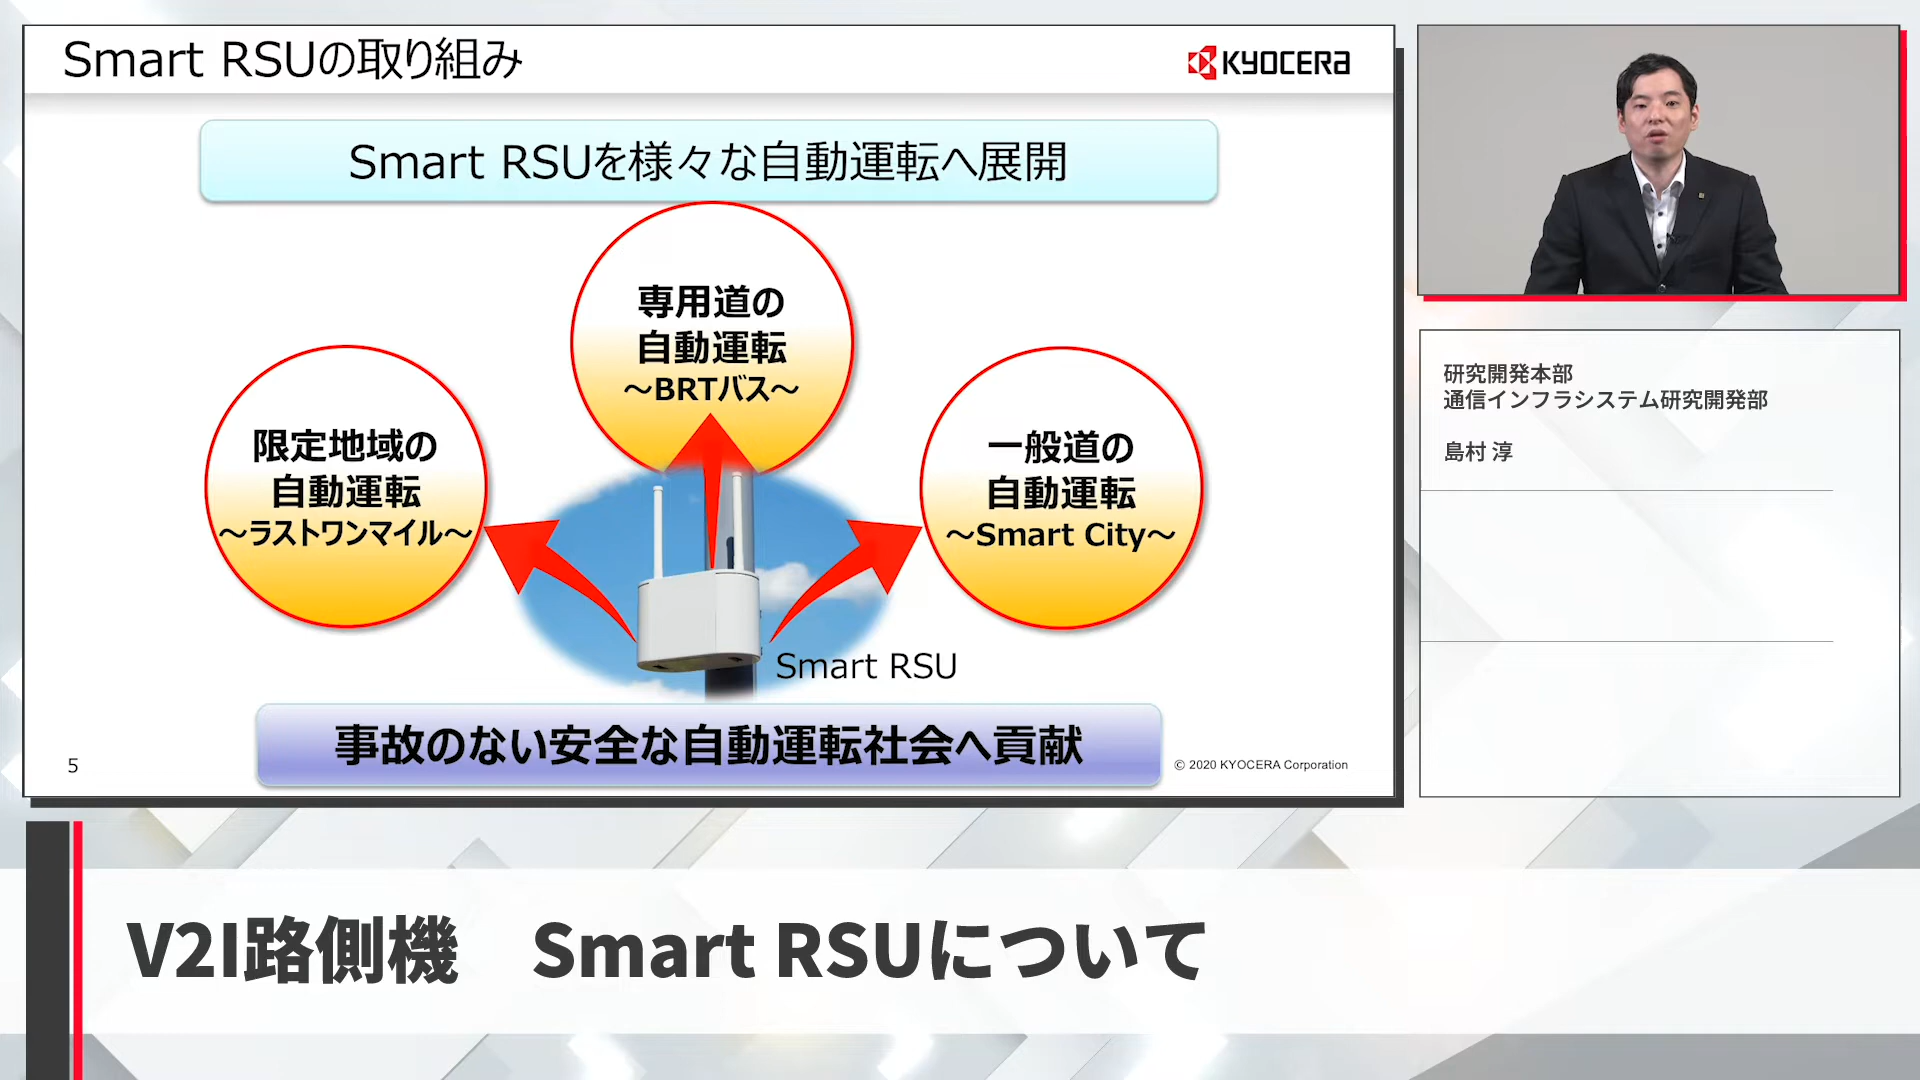 Smart RSUの取り組み
KYOCERA
Smart RSUを様々な自動運転へ展開
専用道の
自動運転
～BRTバス～
限定地域の
自動運転
～ラストワンマイル～
一般道の
自動運転
～Smart City～
Smart RSU
事故のない安全な自動運転社会へ貢献
5
© 2020 KYOCERA Corporation
研究開発本部
通信インフラシステム研究開発部
島村 淳
V2I路側機　Smart RSUについて